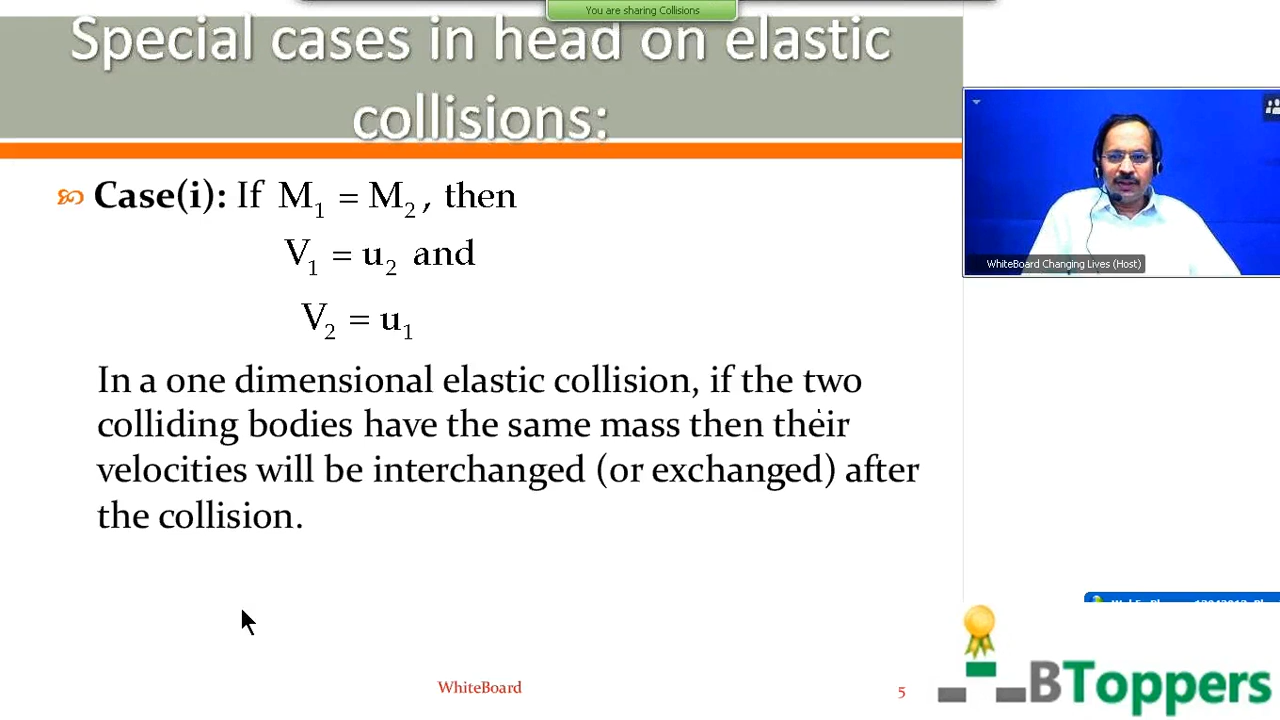 You are sharing Collisions
Special cases in head on elastic
collisions:
Case(i): If M₁ = M₂, then
V₁ = u₂ and
V₂ = u₁
In a one dimensional elastic collision, if the two
colliding bodies have the same mass then their
velocities will be interchanged (or exchanged) after
the collision.
WhiteBoard Changing Lives (Host)
WhiteBoard
5
BToppers